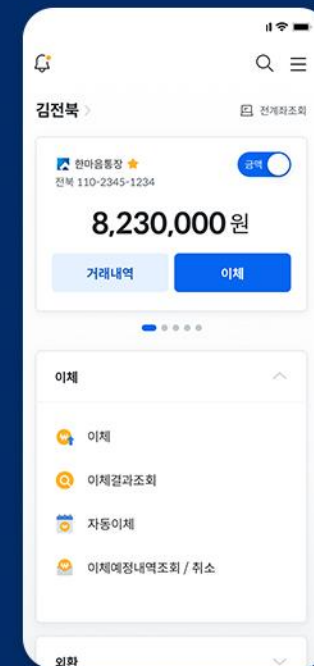 김전북
전계좌조회
한마음통장
금액
전북 110-2345-1234
8,230,000원
거래내역
이체
이체
이체
이체결과조회
자동이체
이체예정내역조회 / 취소
외환